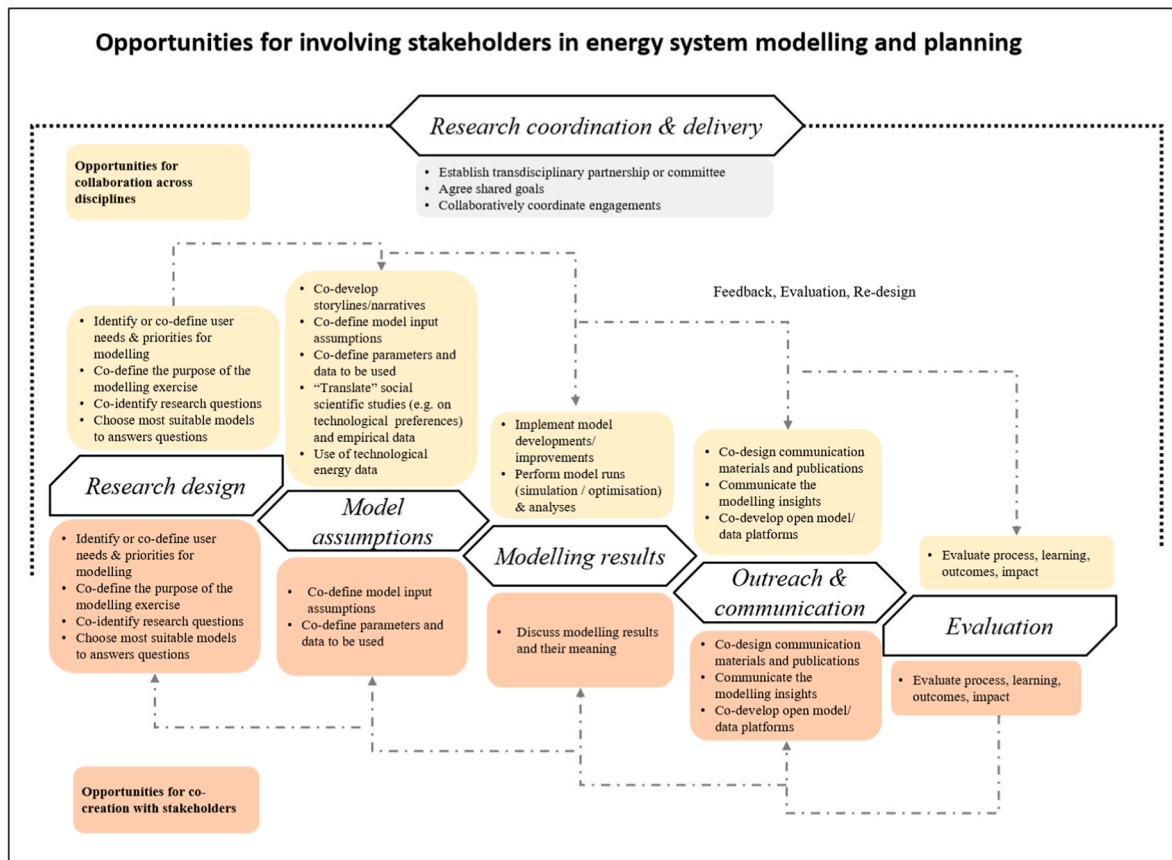 Opportunities for involving stakeholders in energy system modelling and planning
Research coordination & delivery
• Establish transdisciplinary partnership or committee
• Agree shared goals
• Collaboratively coordinate engagements
Opportunities for
collaboration across
disciplines
Feedback, Evaluation, Re-design
• Identify or co-define user
needs & priorities for
modelling
• Co-define the purpose of the
modelling exercise
• Co-identify research questions
• Choose most suitable models
to answers questions
• Co-develop
storylines/narratives
• Co-define model input
assumptions
• Co-define parameters and
data to be used
• “Translate” social
scientific studies (e.g. on
technological preferences)
and empirical data
• Use of technological
energy data
• Implement model
developments/
improvements
• Perform model runs
(simulation / optimisation)
& analyses
• Co-design communication
materials and publications
• Communicate the
modelling insights
• Co-develop open model/
data platforms
• Evaluate process, learning,
outcomes, impact
Research design
Model
assumptions
Modelling results
Outreach &
communication
Evaluation
• Identify or co-define user
needs & priorities for
modelling
• Co-define the purpose of the
modelling exercise
• Co-identify research questions
• Choose most suitable models
to answers questions
• Co-define model input
assumptions
• Co-define parameters and
data to be used
• Discuss modelling results
and their meaning
• Co-design communication
materials and publications
• Communicate the
modelling insights
• Co-develop open model/
data platforms
• Evaluate process, learning,
outcomes, impact
Opportunities for co-
creation with stakeholders